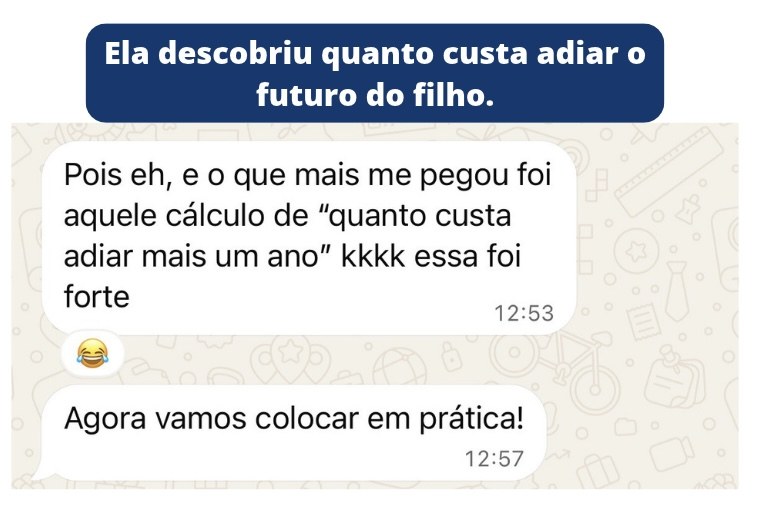 Ela descobriu quanto custa adiar o
futuro do filho.
Pois eh, e o que mais me pegou foi
aquele cálculo de “quanto custa
adiar mais um ano” kkkk essa foi
forte
12:53
Agora vamos colocar em prática!
12:57